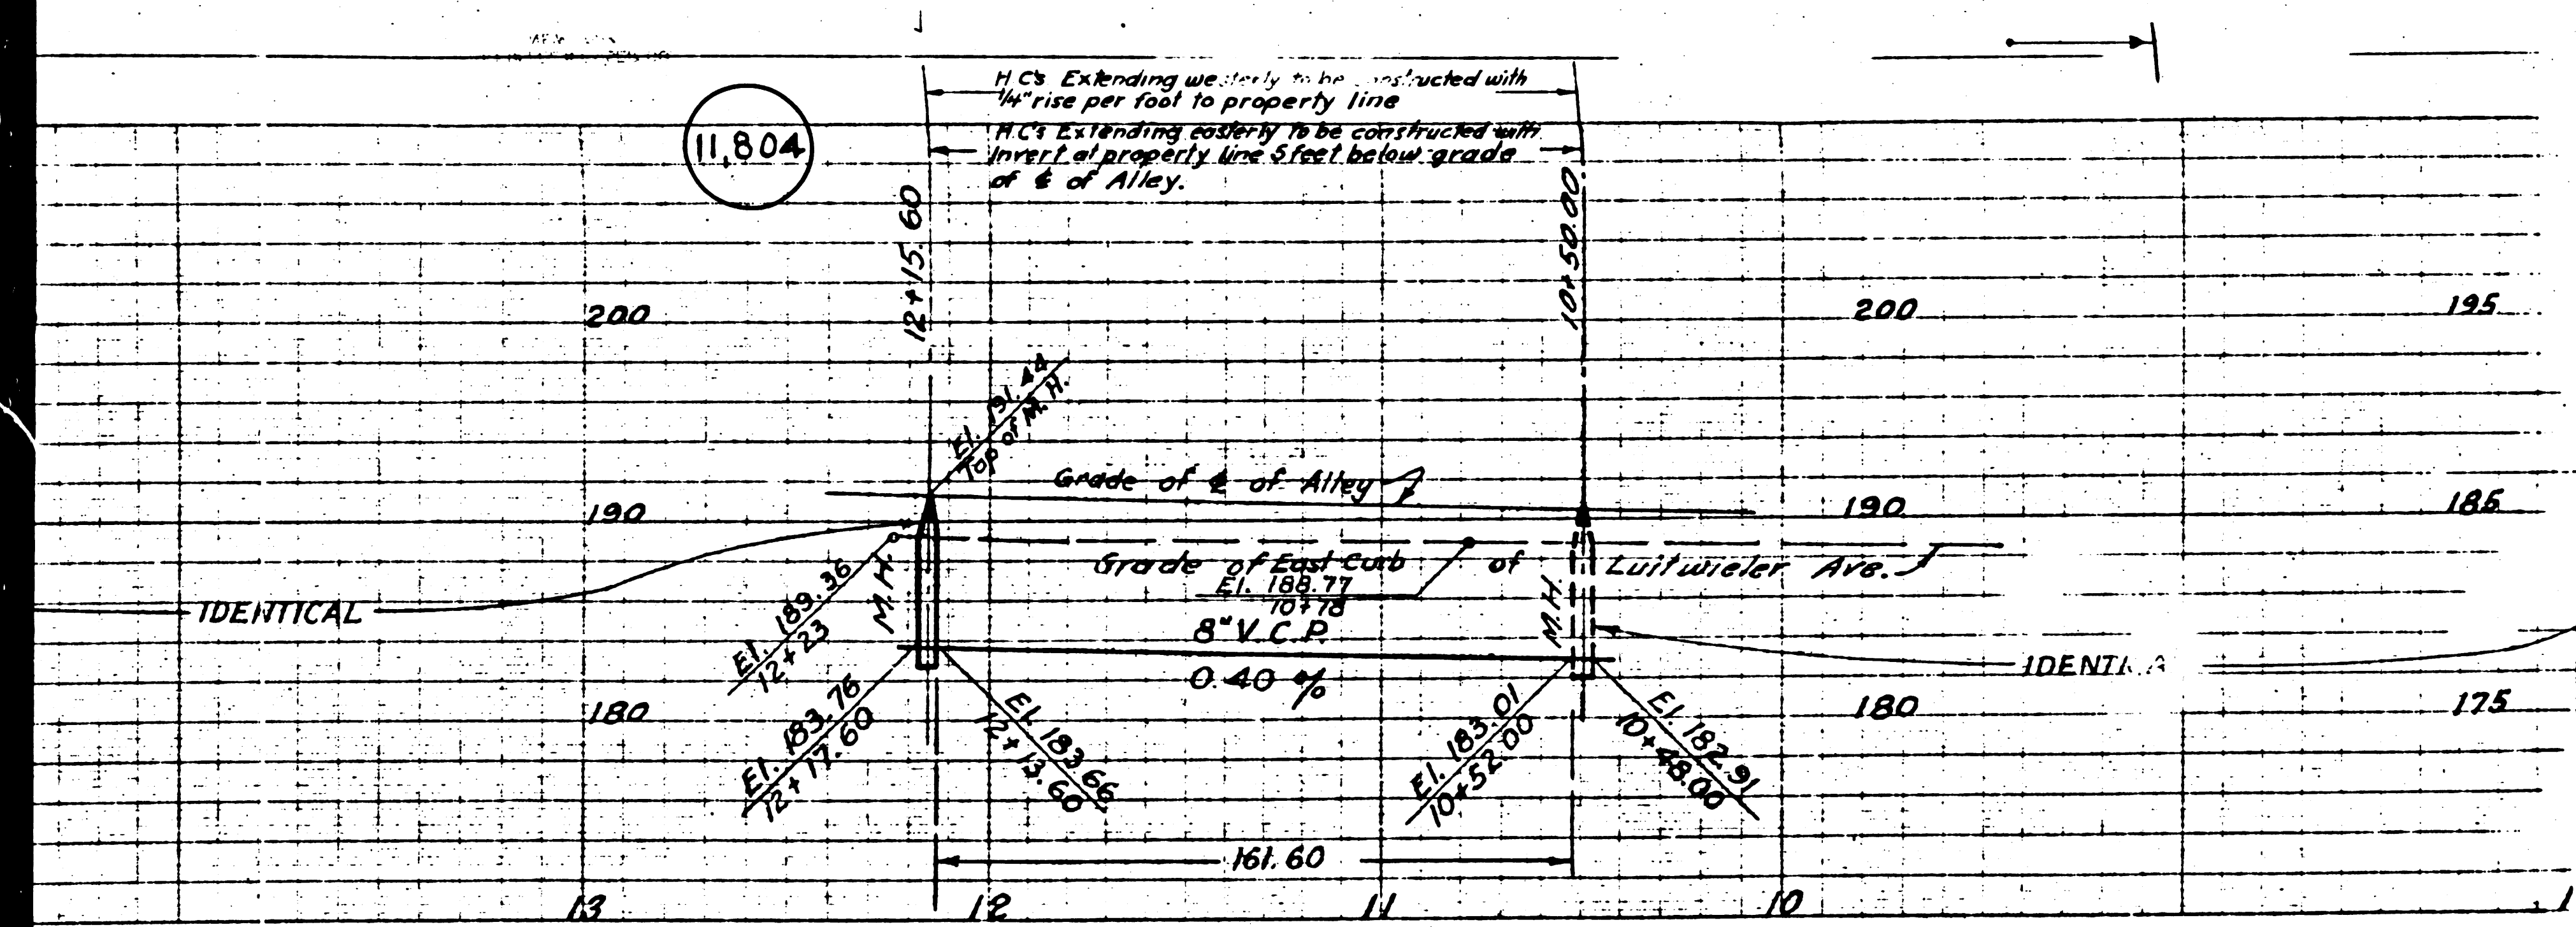 H.C's Extending westerly to be constructed with
1/4" rise per foot to property line
11,804
H.C's Extending easterly to be constructed with
Invert at property line 5 feet below grade
of ℄ of Alley.
12+15.60
10+50.00
200
200
195
El. 191.44
Top of M.H.
Grade of ℄ of Alley
190
190
185
Grade of East Curb of Luitwieler Ave.
El. 188.77
10+78
El. 189.36
12+23
M.H.
M.H.
IDENTICAL
8" V.C.P.
IDENTICA
0.40 %
180
180
175
El. 183.76
12+17.60
El. 183.66
12+13.60
El. 183.01
10+52.00
El. 182.91
10+48.00
161.60
13
12
11
10